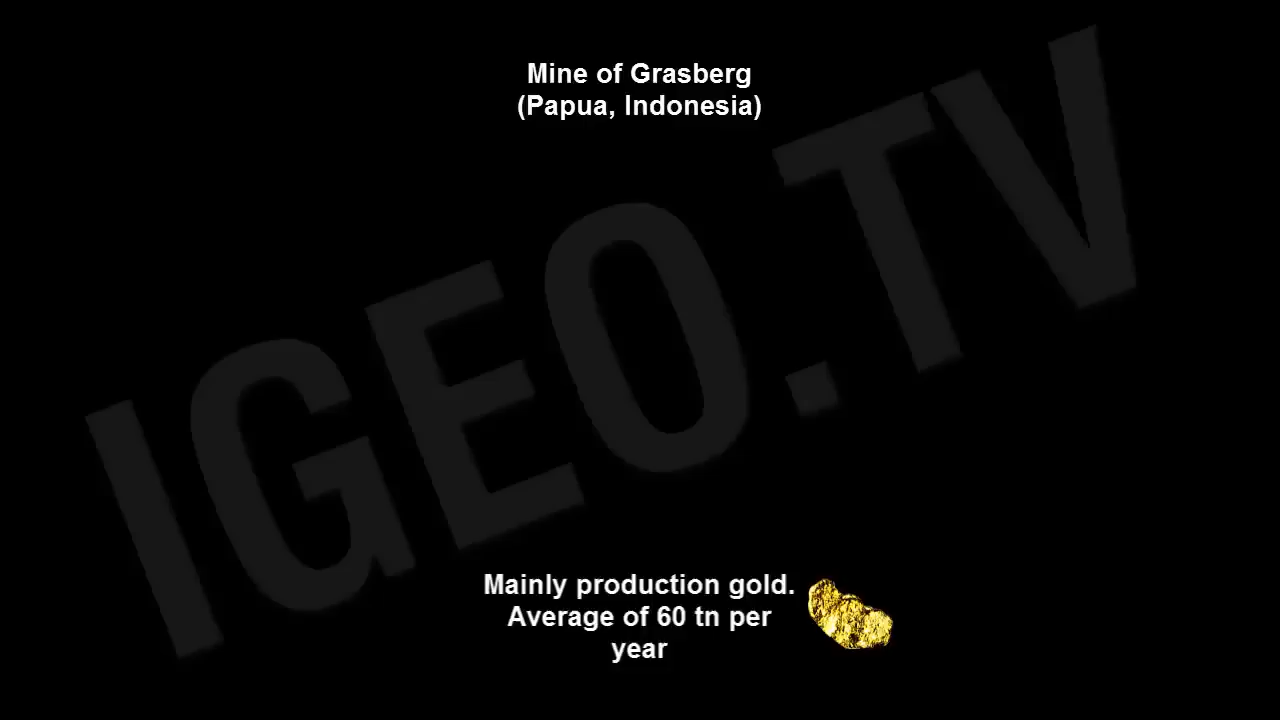 Mine of Grasberg
(Papua, Indonesia)
IGEO.TV
Mainly production gold.
Average of 60 tn per
year